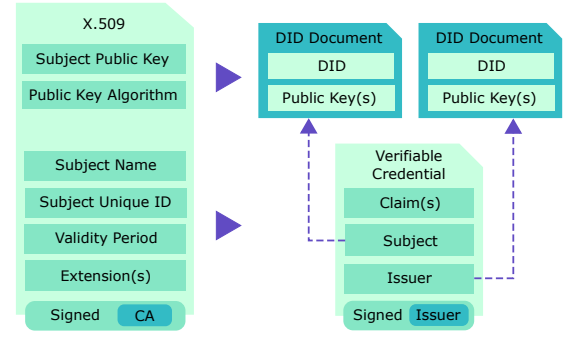 X.509
Subject Public Key
Public Key Algorithm
Subject Name
Subject Unique ID
Validity Period
Extension(s)
Signed CA
DID Document
DID
Public Key(s)
DID Document
DID
Public Key(s)
Verifiable
Credential
Claim(s)
Subject
Issuer
Signed Issuer